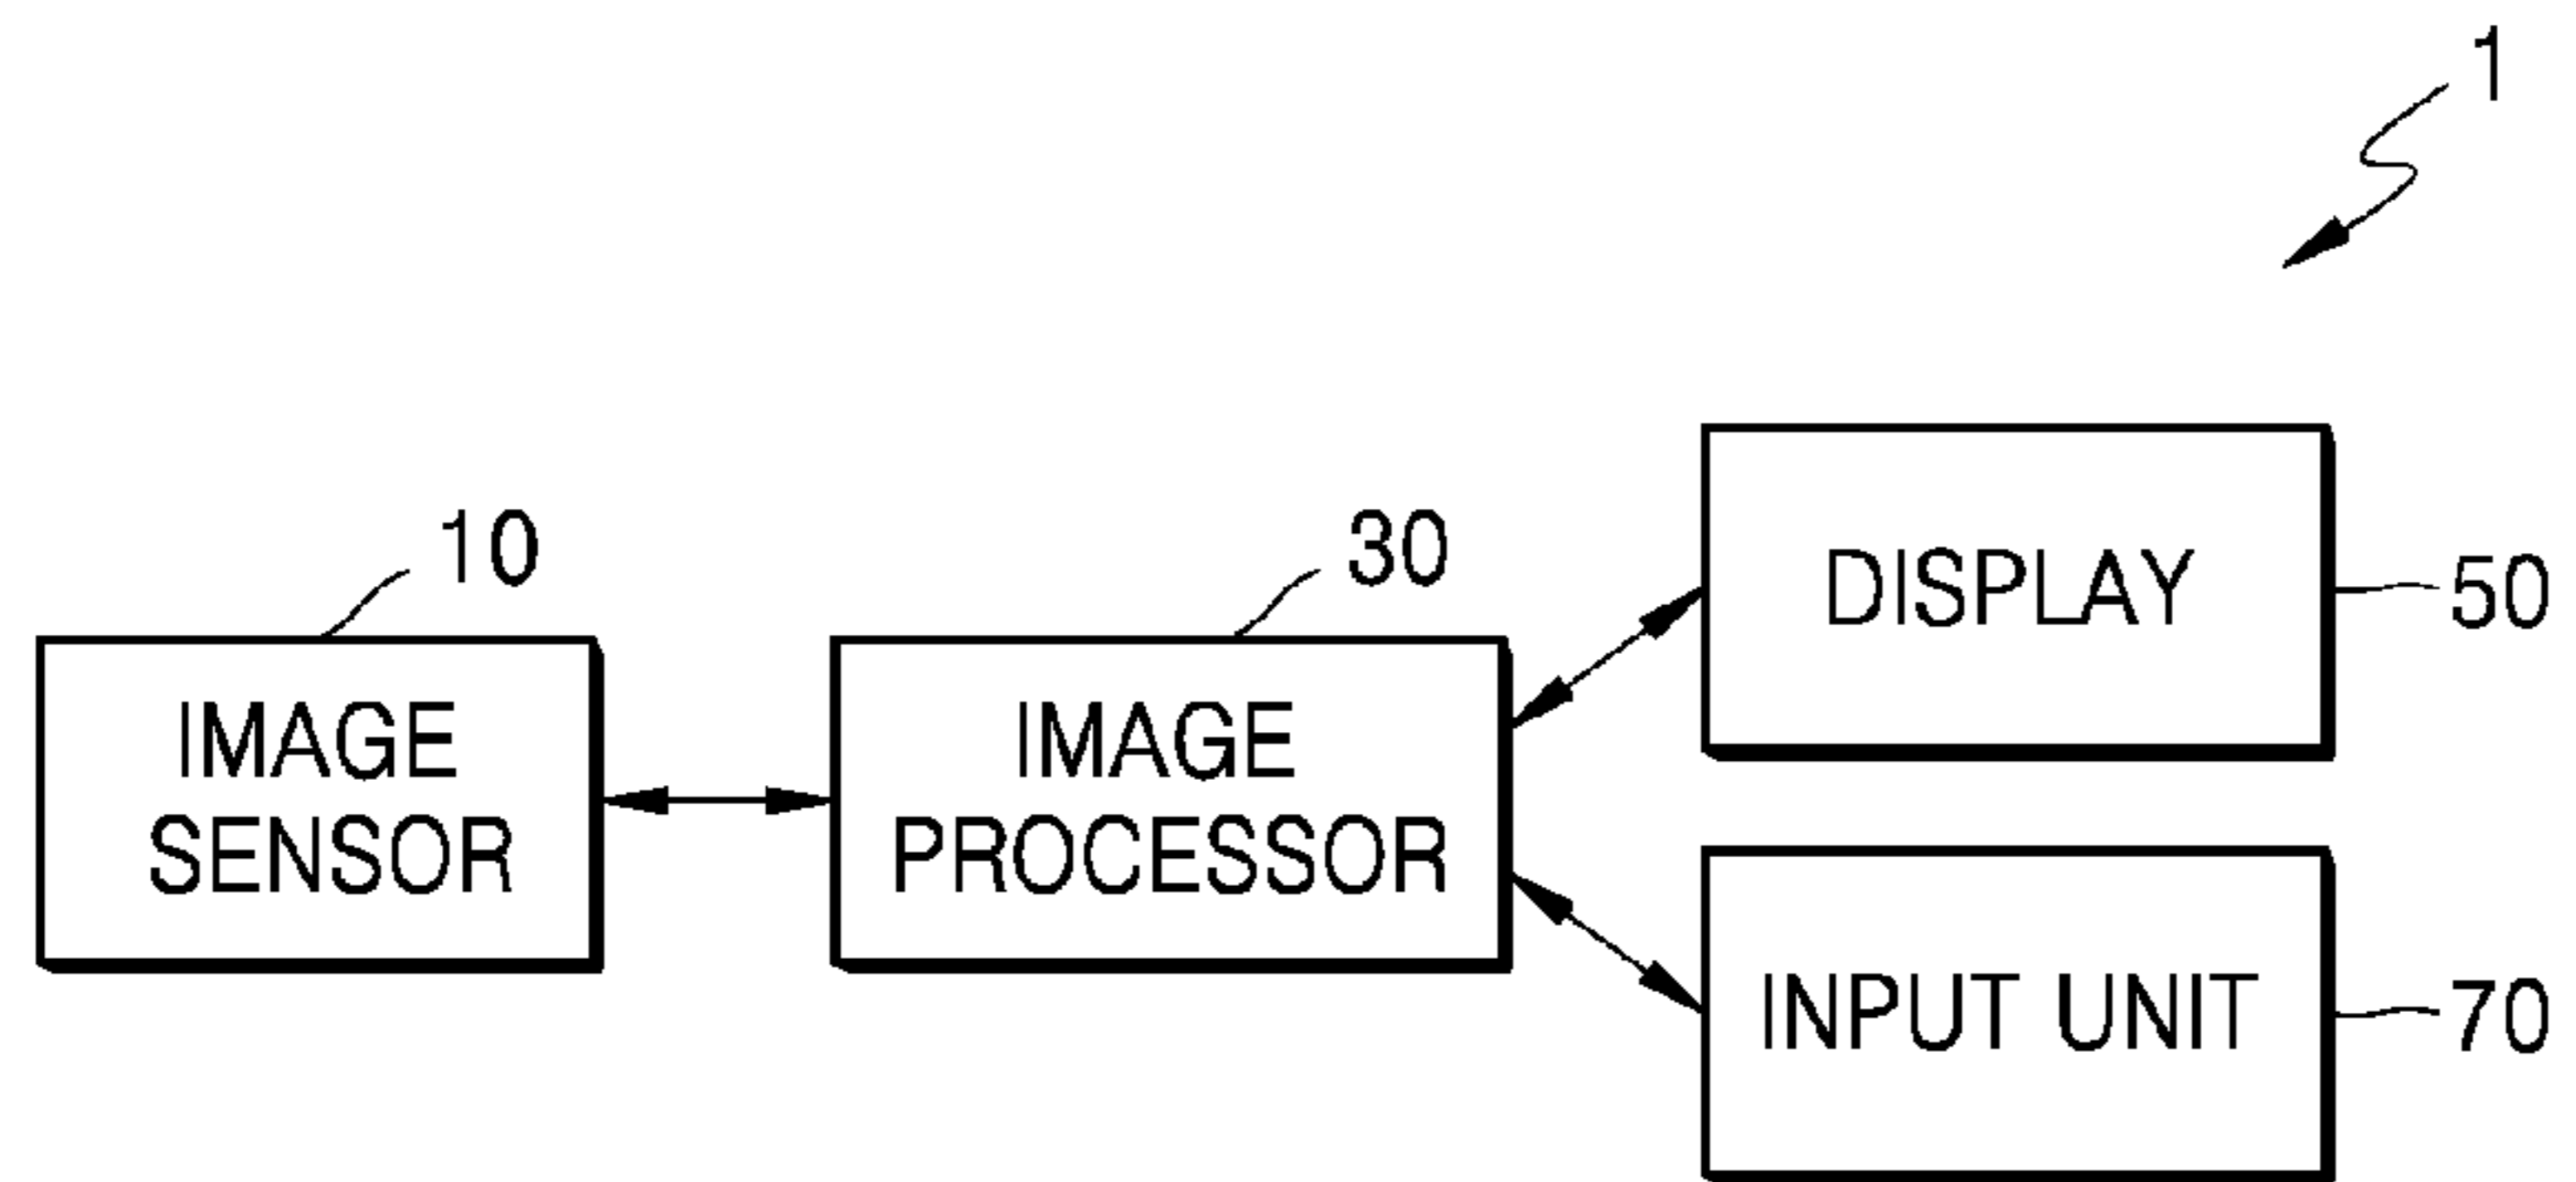 1
10
30
DISPLAY
50
IMAGE
SENSOR
IMAGE
PROCESSOR
INPUT UNIT
70